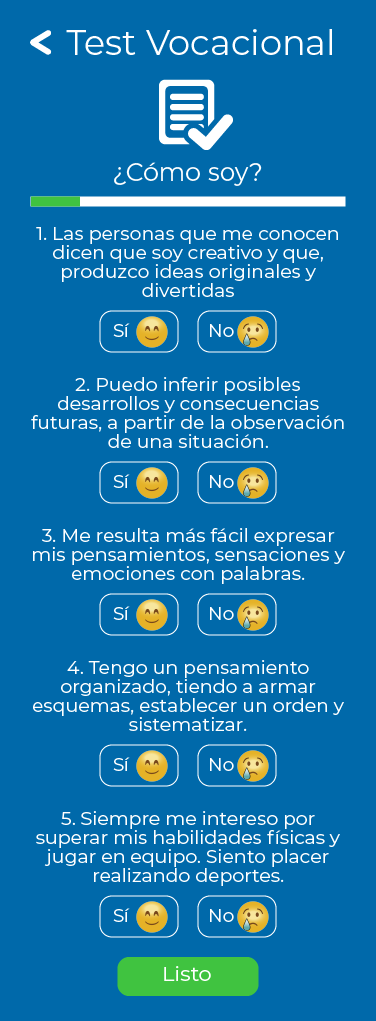 Test Vocacional
¿Cómo soy?
1. Las personas que me conocen
dicen que soy creativo y que,
produzco ideas originales y
divertidas
Sí No
2. Puedo inferir posibles
desarrollos y consecuencias
futuras, a partir de la observación
de una situación.
Sí No
3. Me resulta más fácil expresar
mis pensamientos, sensaciones y
emociones con palabras.
Sí No
4. Tengo un pensamiento
organizado, tiendo a armar
esquemas, establecer un orden y
sistematizar.
Sí No
5. Siempre me intereso por
superar mis habilidades físicas y
jugar en equipo. Siento placer
realizando deportes.
Sí No
Listo